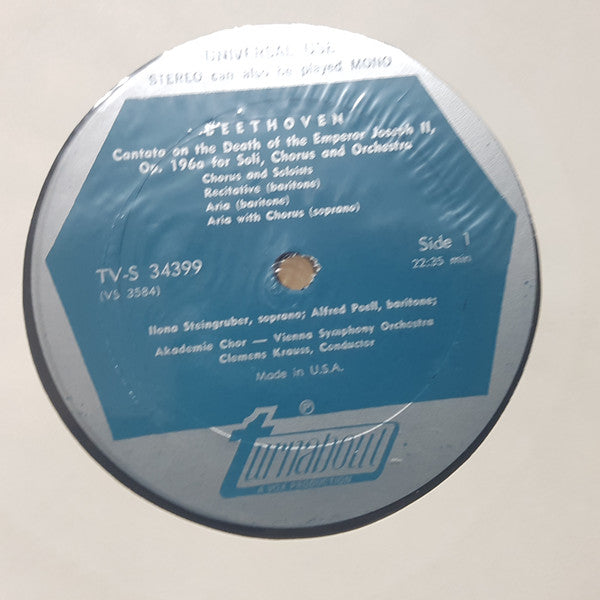 UNIVERSAL USE
STEREO can also be played MONO
BEETHOVEN
Cantata on the Death of the Emperor Joseph II,
Op. 196a for Soli, Chorus and Orchestra
Chorus and Soloists
Recitative (baritone)
Aria (baritone)
Aria with Chorus (soprano)
TV-S 34399
(VS 3584)
Side 1
22:35 min
Ilona Steingruber, soprano; Alfred Poell, baritone;
Akademie Chor — Vienna Symphony Orchestra
Clemens Krauss, Conductor
Made in U.S.A.
℗
turnabout
A VOX PRODUCTION